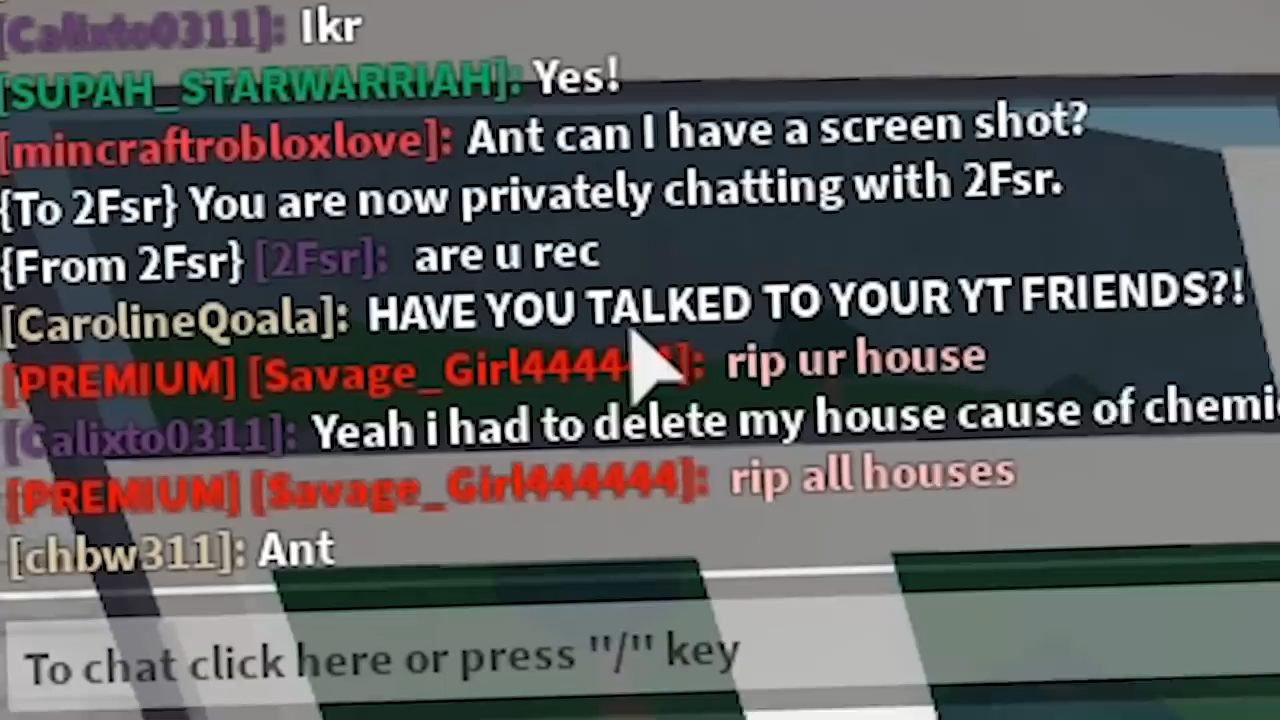 [Calixto0311]: Ikr
[SUPAH_STARWARRIAH]: Yes!
[mincraftrobloxlove]: Ant can I have a screen shot?
{To 2Fsr} You are now privately chatting with 2Fsr.
{From 2Fsr} [2Fsr]: are u rec
[CarolineQoala]: HAVE YOU TALKED TO YOUR YT FRIENDS?!
[PREMIUM] [Savage_Girl444444]: rip ur house
[Calixto0311]: Yeah i had to delete my house cause of
[PREMIUM] [Savage_Girl444444]: rip all houses
[chbw311]: Ant
To chat click here or press "/" key